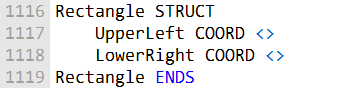 1116 Rectangle STRUCT
1117     UpperLeft COORD <>
1118     LowerRight COORD <>
1119 Rectangle ENDS